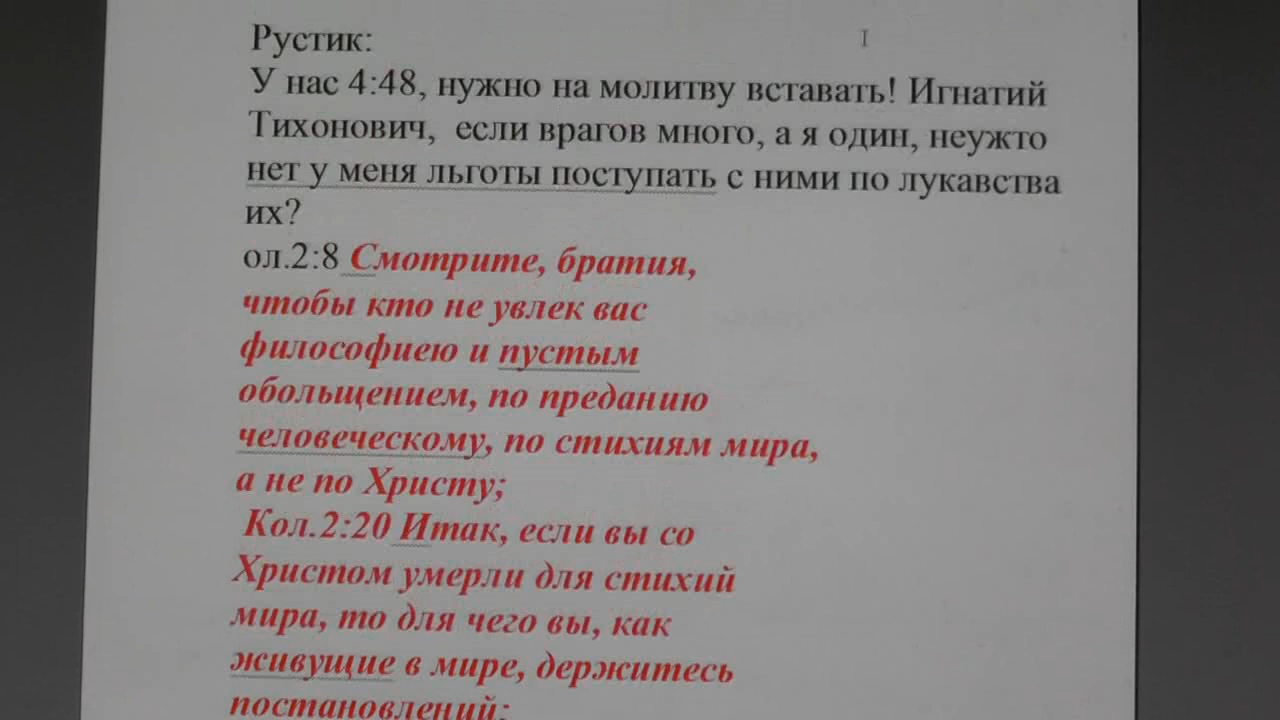 Рустик:
У нас 4:48, нужно на молитву вставать! Игнатий
Тихонович, если врагов много, а я один, неужто
нет у меня льготы поступать с ними по лукавства
их?
ол.2:8 Смотрите, братия,
чтобы кто не увлек вас
философиею и пустым
обольщением, по преданию
человеческому, по стихиям мира,
а не по Христу;
Кол.2:20 Итак, если вы со
Христом умерли для стихий
мира, то для чего вы, как
живущие в мире, держитесь
постановлений: